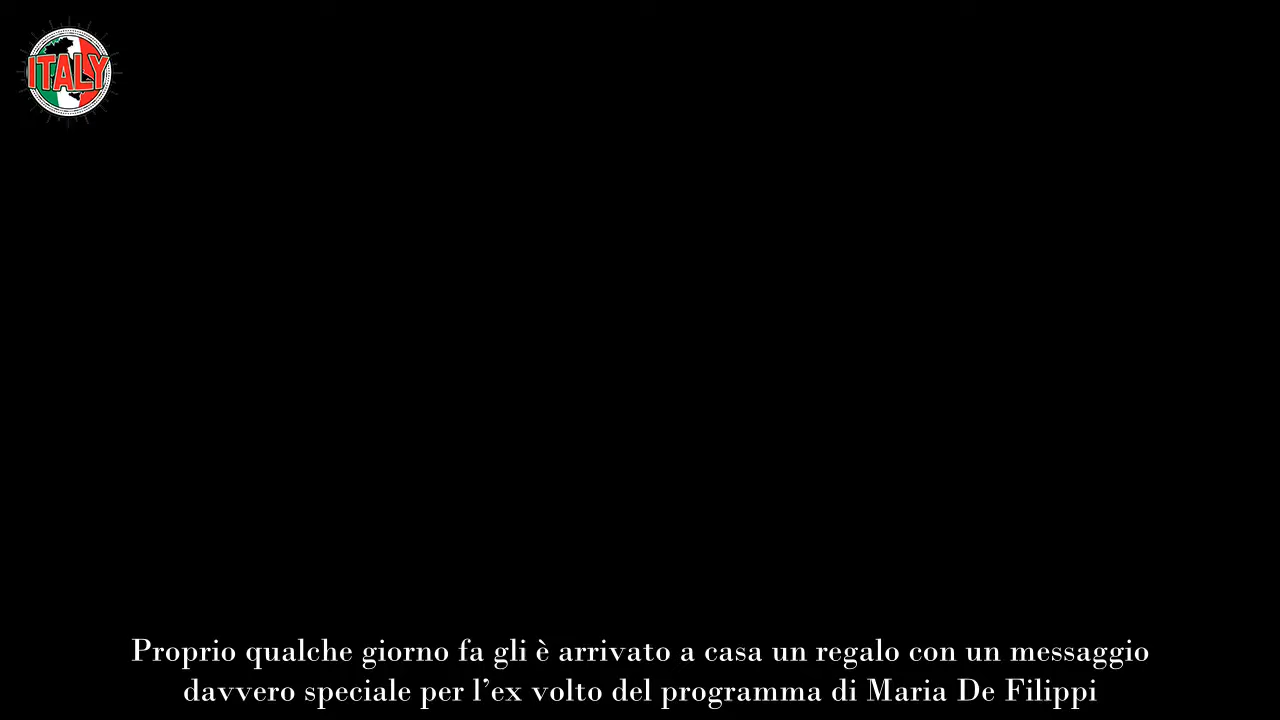 ITALY
Proprio qualche giorno fa gli è arrivato a casa un regalo con un messaggio
davvero speciale per l’ex volto del programma di Maria De Filippi